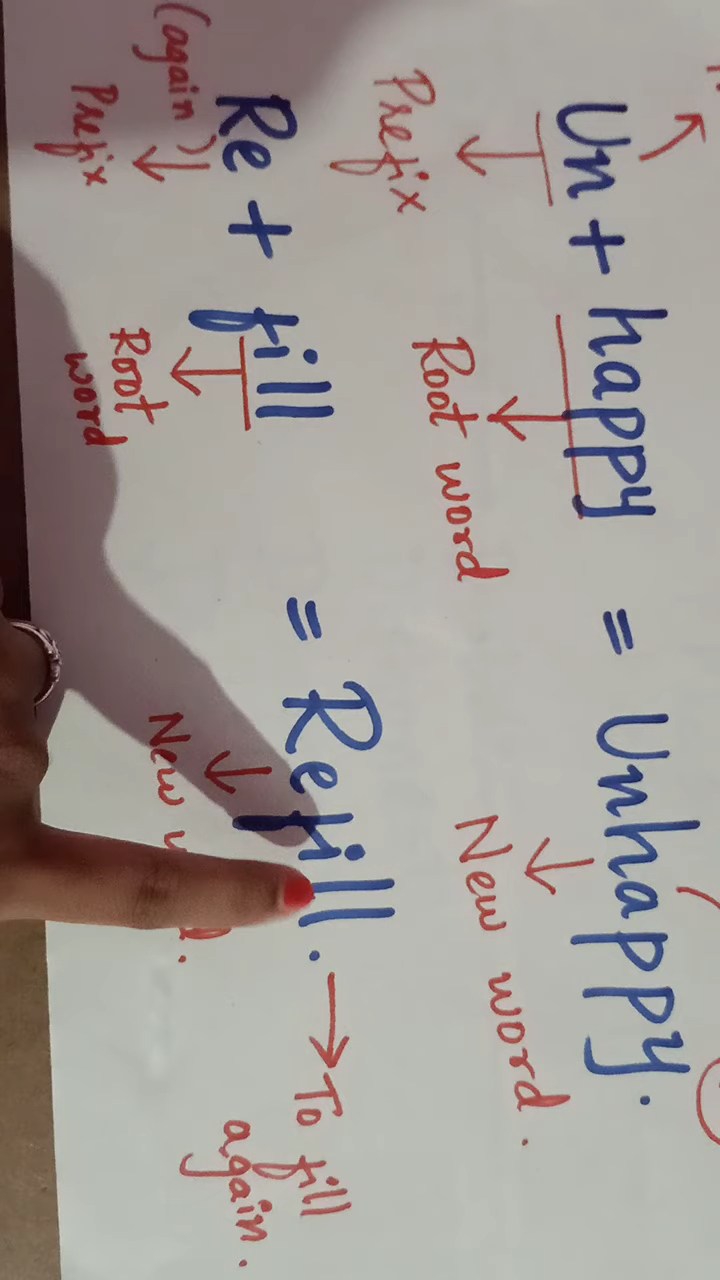 Un + happy = Unhappy.
Prefix Root word New word.
Re + fill = Refill. → To fill again.
(again)
Prefix Root word New